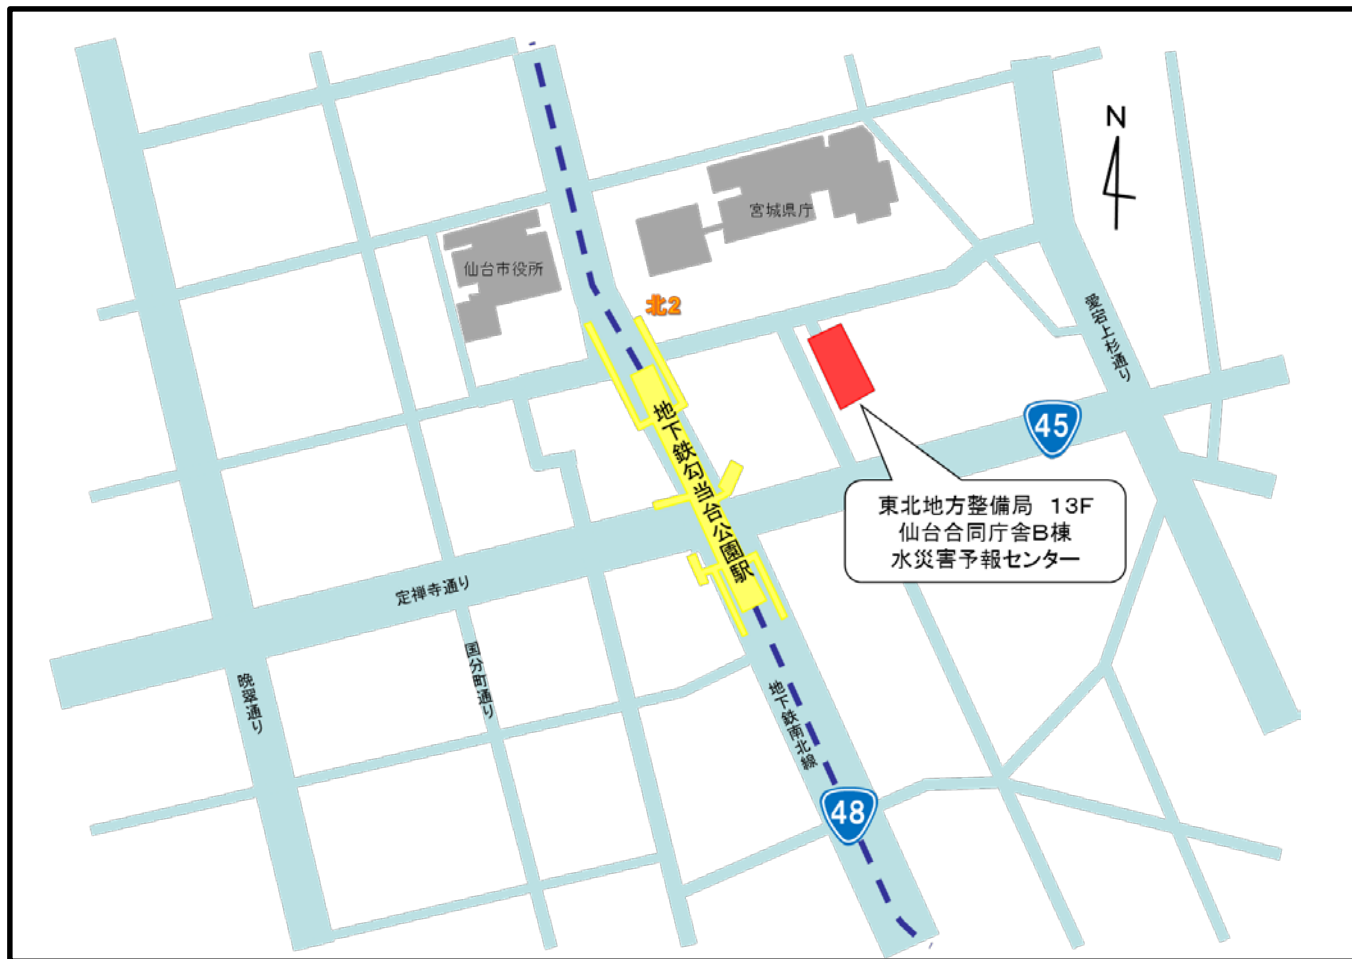 N
宮城県庁
仙台市役所
北2
愛宕上杉通り
地下鉄勾当台公園駅
45
東北地方整備局　13F
仙台合同庁舎B棟
水災害予報センター
定禅寺通り
国分町通り
晩翠通り
地下鉄南北線
48